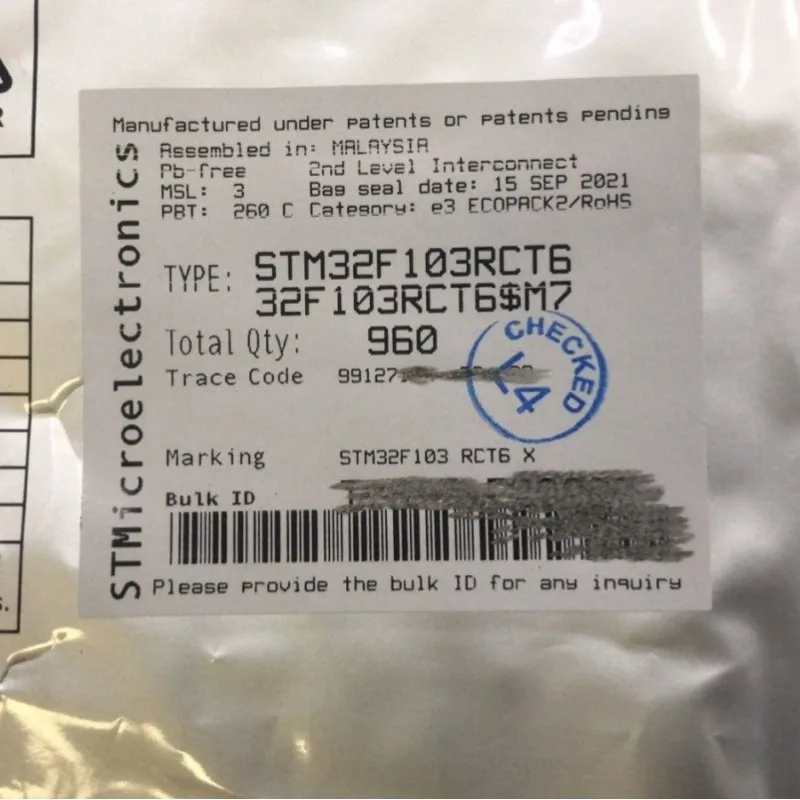 Manufactured under patents or patents pending
STMicroelectronics
Assembled in: MALAYSIA
Pb-free 2nd Level Interconnect
MSL: 3 Bag seal date: 15 SEP 2021
PBT: 260 C Category: e3 ECOPACK2/RoHS
TYPE: STM32F103RCT6
32F103RCT6$M7
Total Qty: 960
Trace Code 99127
CHECKED
Marking STM32F103 RCT6 X
Bulk ID
Please provide the bulk ID for any inquiry